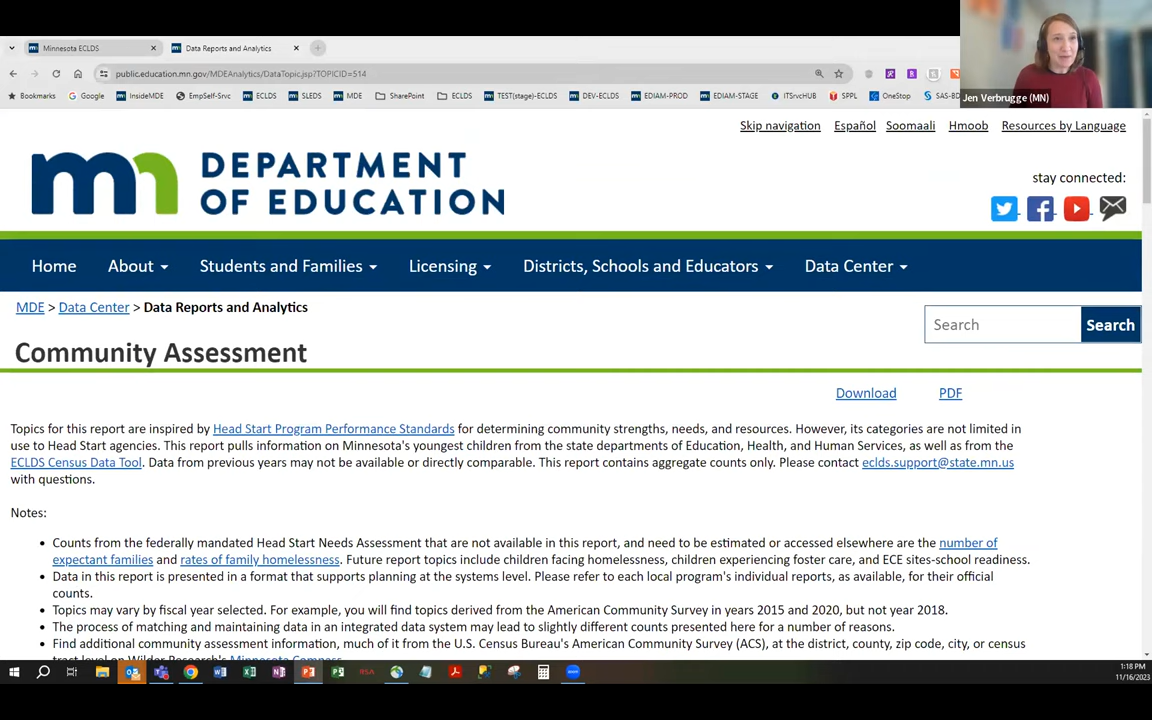 Minnesota ECLDS
Data Reports and Analytics
public.education.mn.gov/MDEAnalytics/DataTopic.jsp?TOPICID=514
Bookmarks Google InsideMDE EmpSelf-Srvc ECLDS SLEDS MDE SharePoint ECLDS TEST(stage)-ECLDS DEV-ECLDS EDIAM-PROD EDIAM-STAGE ITSrvcHUB SPPL OneStop
Jen Verbrugge (MN)
Skip navigation Español Soomaali Hmoob Resources by Language
mn DEPARTMENT
OF EDUCATION
stay connected:
Home About Students and Families Licensing Districts, Schools and Educators Data Center
MDE > Data Center > Data Reports and Analytics
Search Search
Community Assessment
Download PDF
Topics for this report are inspired by Head Start Program Performance Standards for determining community strengths, needs, and resources. However, its categories are not limited in
use to Head Start agencies. This report pulls information on Minnesota's youngest children from the state departments of Education, Health, and Human Services, as well as from the
ECLDS Census Data Tool. Data from previous years may not be available or directly comparable. This report contains aggregate counts only. Please contact eclds.support@state.mn.us
with questions.
Notes:
• Counts from the federally mandated Head Start Needs Assessment that are not available in this report, and need to be estimated or accessed elsewhere are the number of
expectant families and rates of family homelessness. Future report topics include children facing homelessness, children experiencing foster care, and ECE sites-school readiness.
• Data in this report is presented in a format that supports planning at the systems level. Please refer to each local program's individual reports, as available, for their official
counts.
• Topics may vary by fiscal year selected. For example, you will find topics derived from the American Community Survey in years 2015 and 2020, but not year 2018.
• The process of matching and maintaining data in an integrated data system may lead to slightly different counts presented here for a number of reasons.
• Find additional community assessment information, much of it from the U.S. Census Bureau's American Community Survey (ACS), at the district, county, zip code, city, or census
tract level on Wilder Research's Minnesota Compass.
1:18 PM
11/16/2023